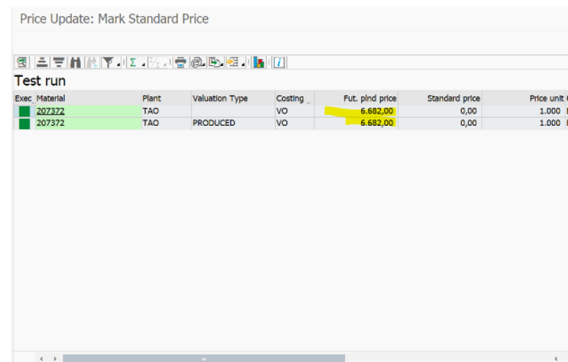 Price Update: Mark Standard Price
Test run
Exec Material Plant Valuation Type Costing Fut. plnd price Standard price Price unit
207372 TAO VO 6.682,00 0,00 1.000
207372 TAO PRODUCED VO 6.682,00 0,00 1.000